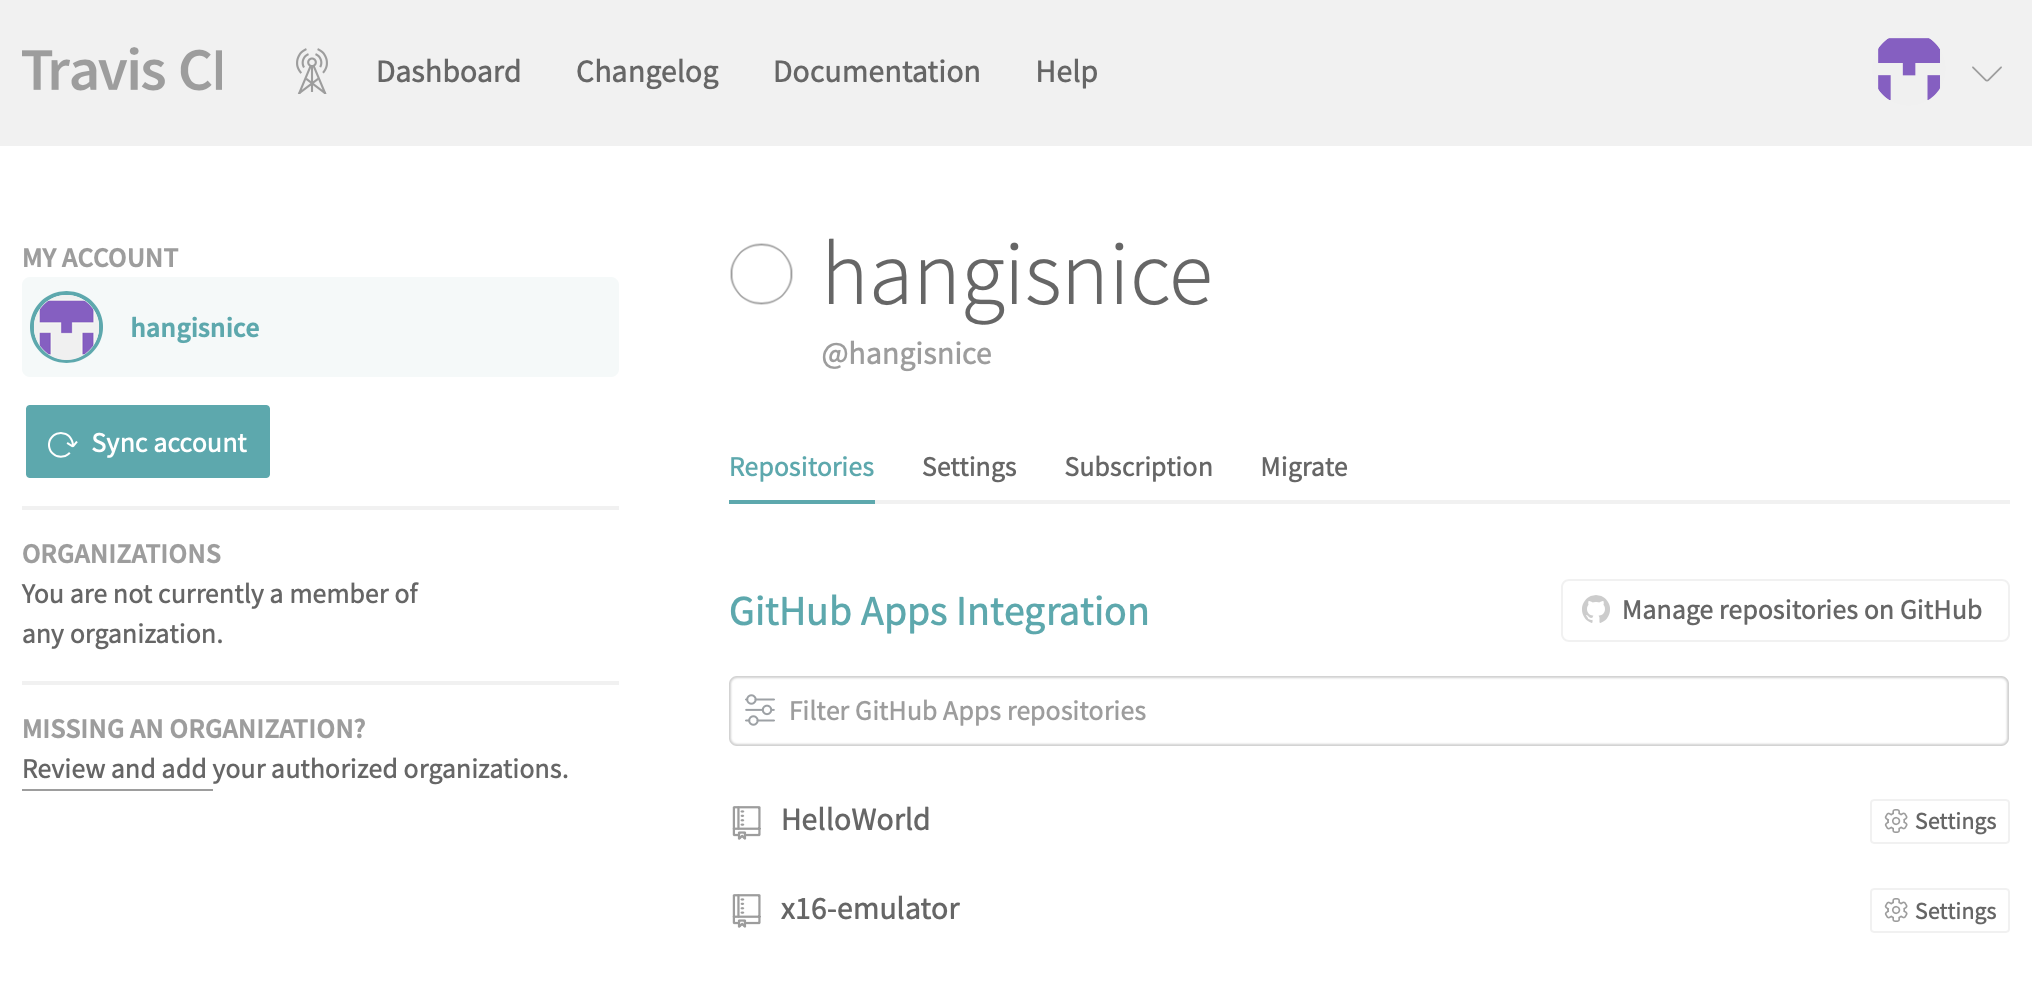 Travis CI
Dashboard
Changelog
Documentation
Help
MY ACCOUNT
hangisnice
Sync account
ORGANIZATIONS
You are not currently a member of
any organization.
MISSING AN ORGANIZATION?
Review and add your authorized organizations.
hangisnice
@hangisnice
Repositories
Settings
Subscription
Migrate
GitHub Apps Integration
Manage repositories on GitHub
Filter GitHub Apps repositories
HelloWorld
Settings
x16-emulator
Settings